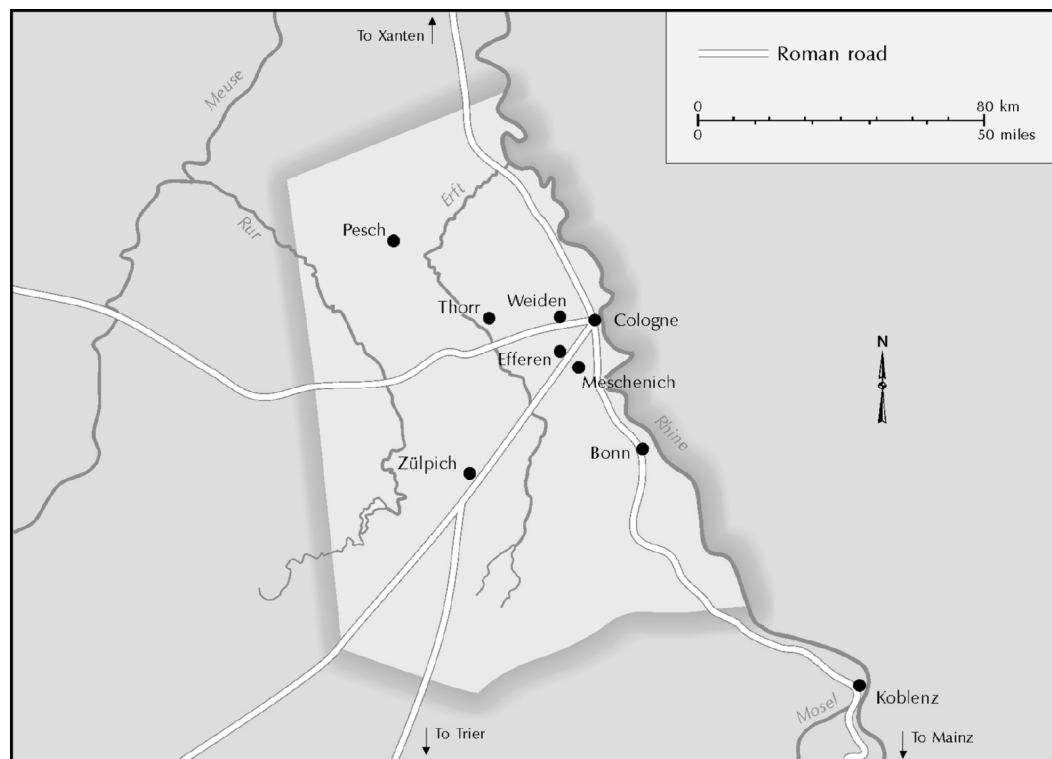 To Xanten
Roman road
0 80 km
0 50 miles
Meuse
Rur
Erft
Pesch
Thorr
Weiden
Cologne
Efferen
Meschenich
N
Rhine
Bonn
Zülpich
Mosel
Koblenz
To Trier
To Mainz